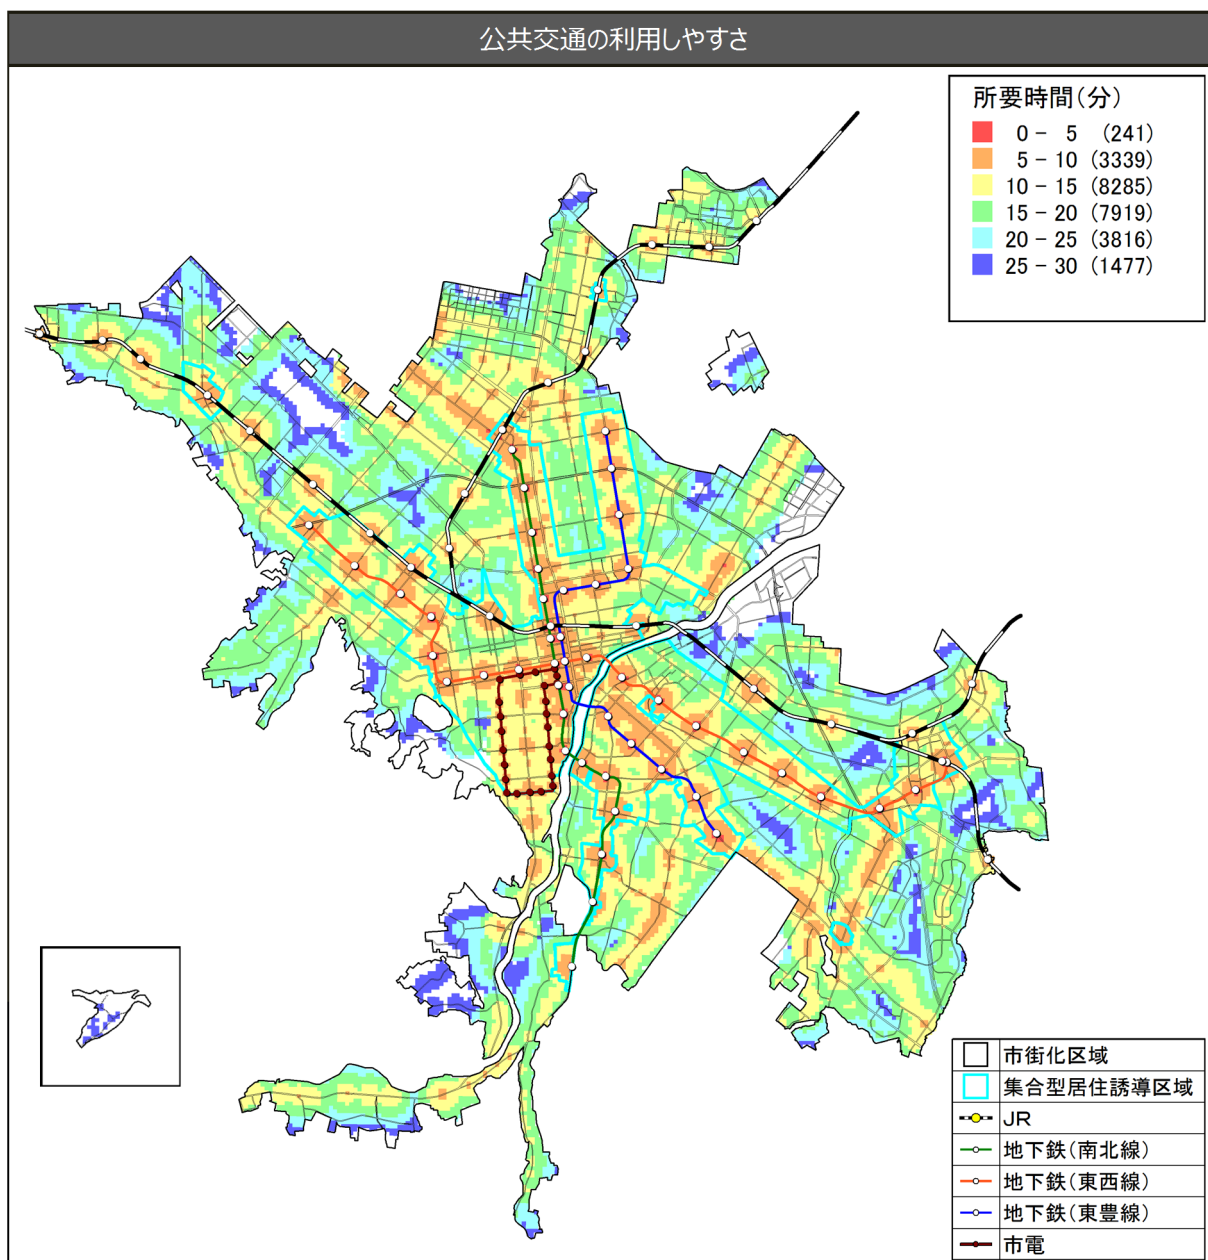 公共交通の利用しやすさ
所要時間(分)
0 - 5 (241)
5 - 10 (3339)
10 - 15 (8285)
15 - 20 (7919)
20 - 25 (3816)
25 - 30 (1477)
市街化区域
集合型居住誘導区域
JR
地下鉄(南北線)
地下鉄(東西線)
地下鉄(東豊線)
市電